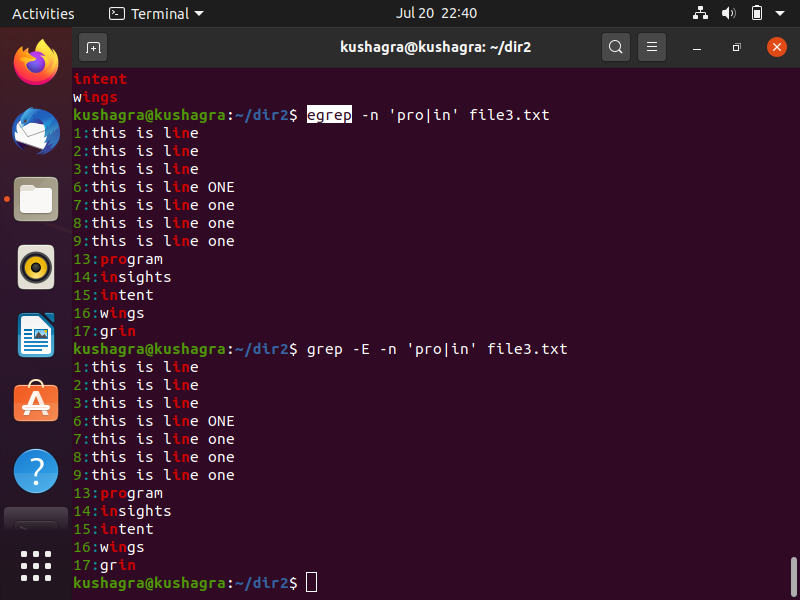 Activities Terminal Jul 20 22:40
kushagra@kushagra: ~/dir2
intent
wings
kushagra@kushagra:~/dir2$ egrep -n 'pro|in' file3.txt
1:this is line
2:this is line
3:this is line
6:this is line ONE
7:this is line one
8:this is line one
9:this is line one
13:program
14:insights
15:intent
16:wings
17:grin
kushagra@kushagra:~/dir2$ grep -E -n 'pro|in' file3.txt
1:this is line
2:this is line
3:this is line
6:this is line ONE
7:this is line one
8:this is line one
9:this is line one
13:program
14:insights
15:intent
16:wings
17:grin
kushagra@kushagra:~/dir2$